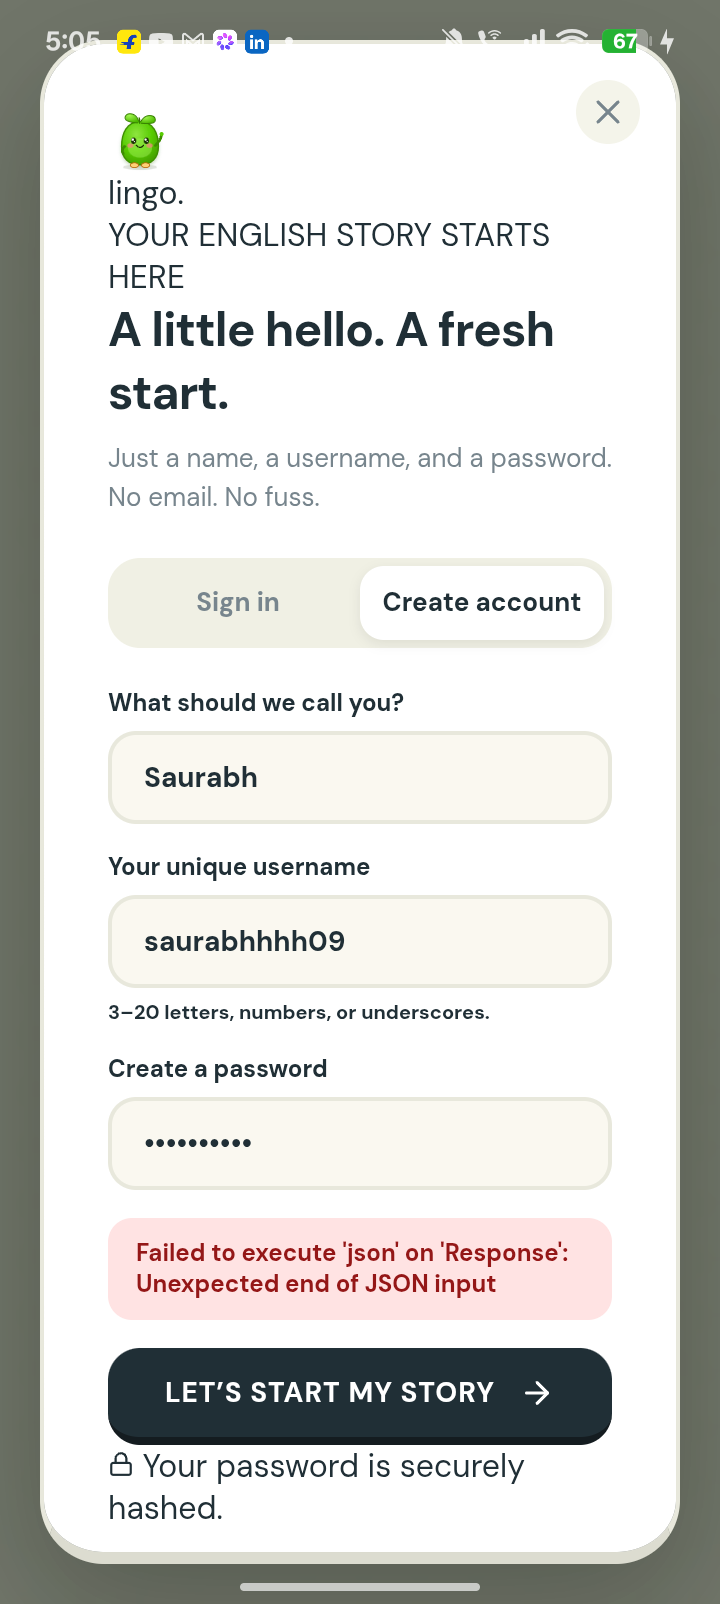 5:05
in
67
lingo.
YOUR ENGLISH STORY STARTS
HERE
A little hello. A fresh
start.
Just a name, a username, and a password.
No email. No fuss.
Sign in
Create account
What should we call you?
Saurabh
Your unique username
saurabhhhh09
3–20 letters, numbers, or underscores.
Create a password
••••••••••
Failed to execute 'json' on 'Response':
Unexpected end of JSON input
LET'S START MY STORY →
Your password is securely
hashed.